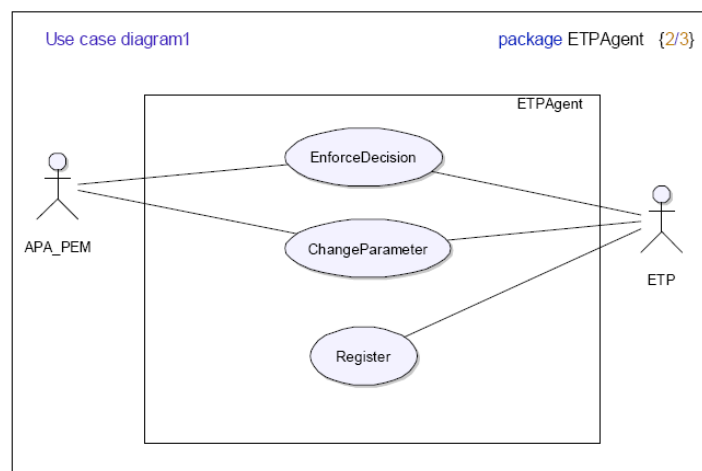 Use case diagram1 package ETPAgent {2/3}
ETPAgent
EnforceDecision
APA_PEM
ChangeParameter
ETP
Register